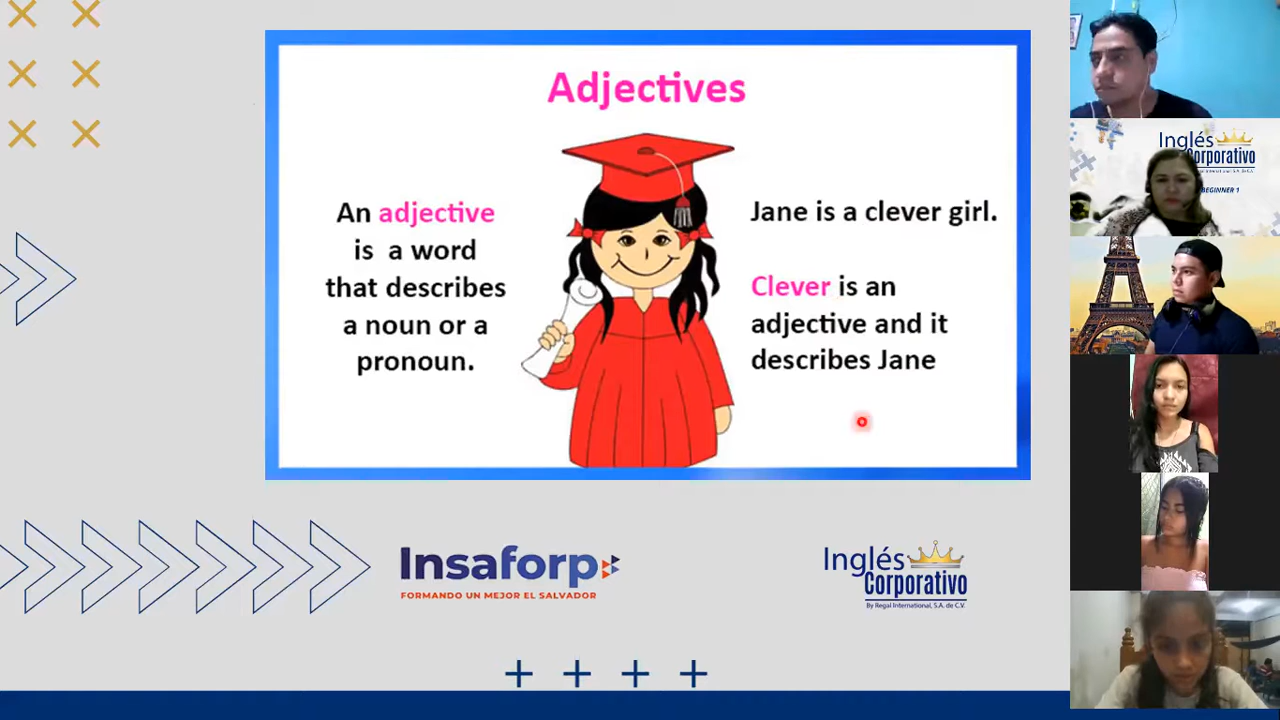 Adjectives
An adjective
is a word
that describes
a noun or a
pronoun.
Jane is a clever girl.
Clever is an
adjective and it
describes Jane
Insaforp
FORMANDO UN MEJOR EL SALVADOR
Inglés
Corporativo
By Regal International, S.A. de C.V.
Inglés
Corporativo
BEGINNER 1